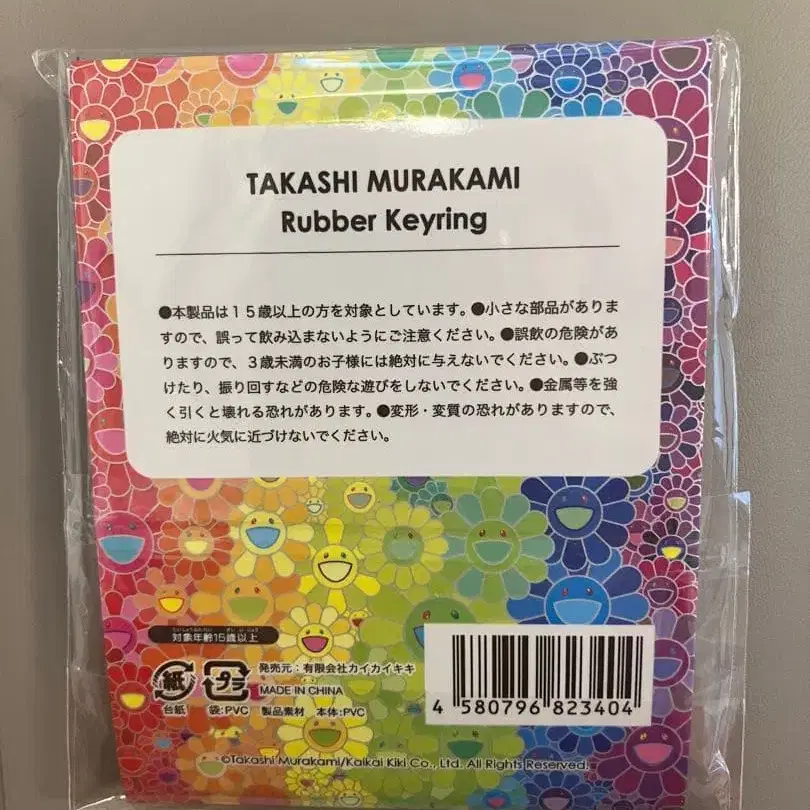 TAKASHI MURAKAMI
Rubber Keyring
●本製品は15歳以上の方を対象としています。●小さな部品がありま
すので、誤って飲み込まないようにご注意ください。●誤飲の危険があ
りますので、3歳未満のお子様には絶対に与えないでください。●ぶつ
けたり、振り回すなどの危険な遊びをしないでください。●金属等を強
く引くと壊れる恐れがあります。●変形・変質の恐れがありますので、
絶対に火気に近づけないでください。
対象年齢15歳以上
紙 プラ 発売元：有限会社カイカイキキ
MADE IN CHINA
台紙 袋:PVC 製品素材 本体:PVC
4 580796 823404
©Takashi Murakami/Kaikai Kiki Co., Ltd. All Rights Reserved.